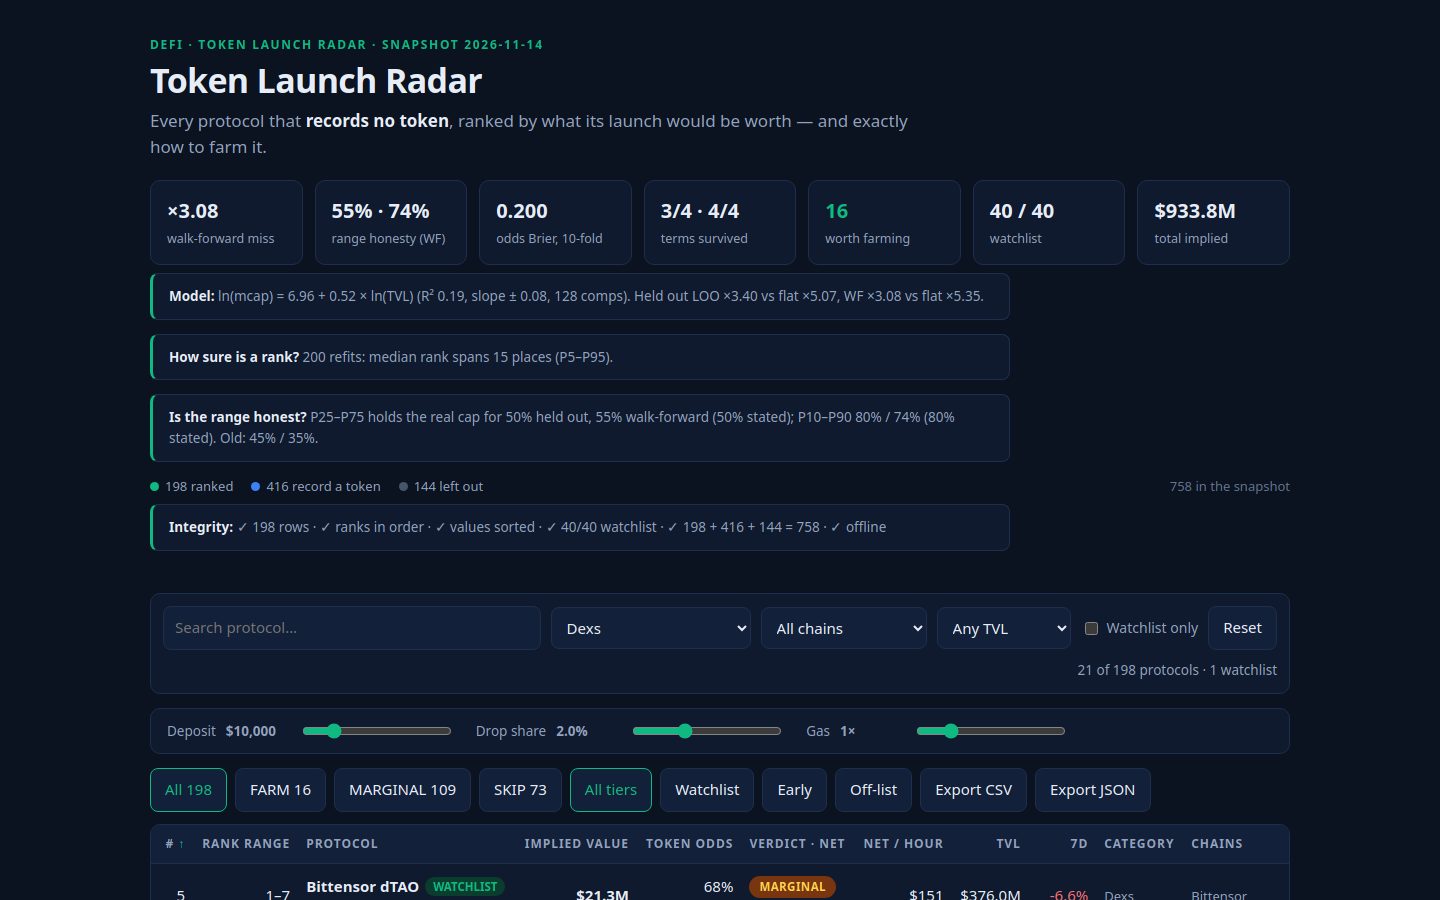 DEFI · TOKEN LAUNCH RADAR · SNAPSHOT 2026-11-14
Token Launch Radar
Every protocol that records no token, ranked by what its launch would be worth — and exactly
how to farm it.
×3.08
walk-forward miss
55% · 74%
range honesty (WF)
0.200
odds Brier, 10-fold
3/4 · 4/4
terms survived
16
worth farming
40 / 40
watchlist
$933.8M
total implied
Model: ln(mcap) = 6.96 + 0.52 × ln(TVL) (R² 0.19, slope ± 0.08, 128 comps). Held out LOO ×3.40 vs flat ×5.07, WF ×3.08 vs flat ×5.35.
How sure is a rank? 200 refits: median rank spans 15 places (P5–P95).
Is the range honest? P25–P75 holds the real cap for 50% held out, 55% walk-forward (50% stated); P10–P90 80% / 74% (80%
stated). Old: 45% / 35%.
198 ranked 416 record a token 144 left out 758 in the snapshot
Integrity: ✓ 198 rows · ✓ ranks in order · ✓ values sorted · ✓ 40/40 watchlist · ✓ 198 + 416 + 144 = 758 · ✓ offline
Search protocol... Dexs All chains Any TVL Watchlist only Reset
21 of 198 protocols · 1 watchlist
Deposit $10,000 Drop share 2.0% Gas 1×
All 198 FARM 16 MARGINAL 109 SKIP 73 All tiers Watchlist Early Off-list Export CSV Export JSON
# ↑ RANK RANGE PROTOCOL IMPLIED VALUE TOKEN ODDS VERDICT · NET NET / HOUR TVL 7D CATEGORY CHAINS
5 1–7 Bittensor dTAO WATCHLIST $21.3M 68% MARGINAL $151 $376.0M -6.6% Dexs Bittensor